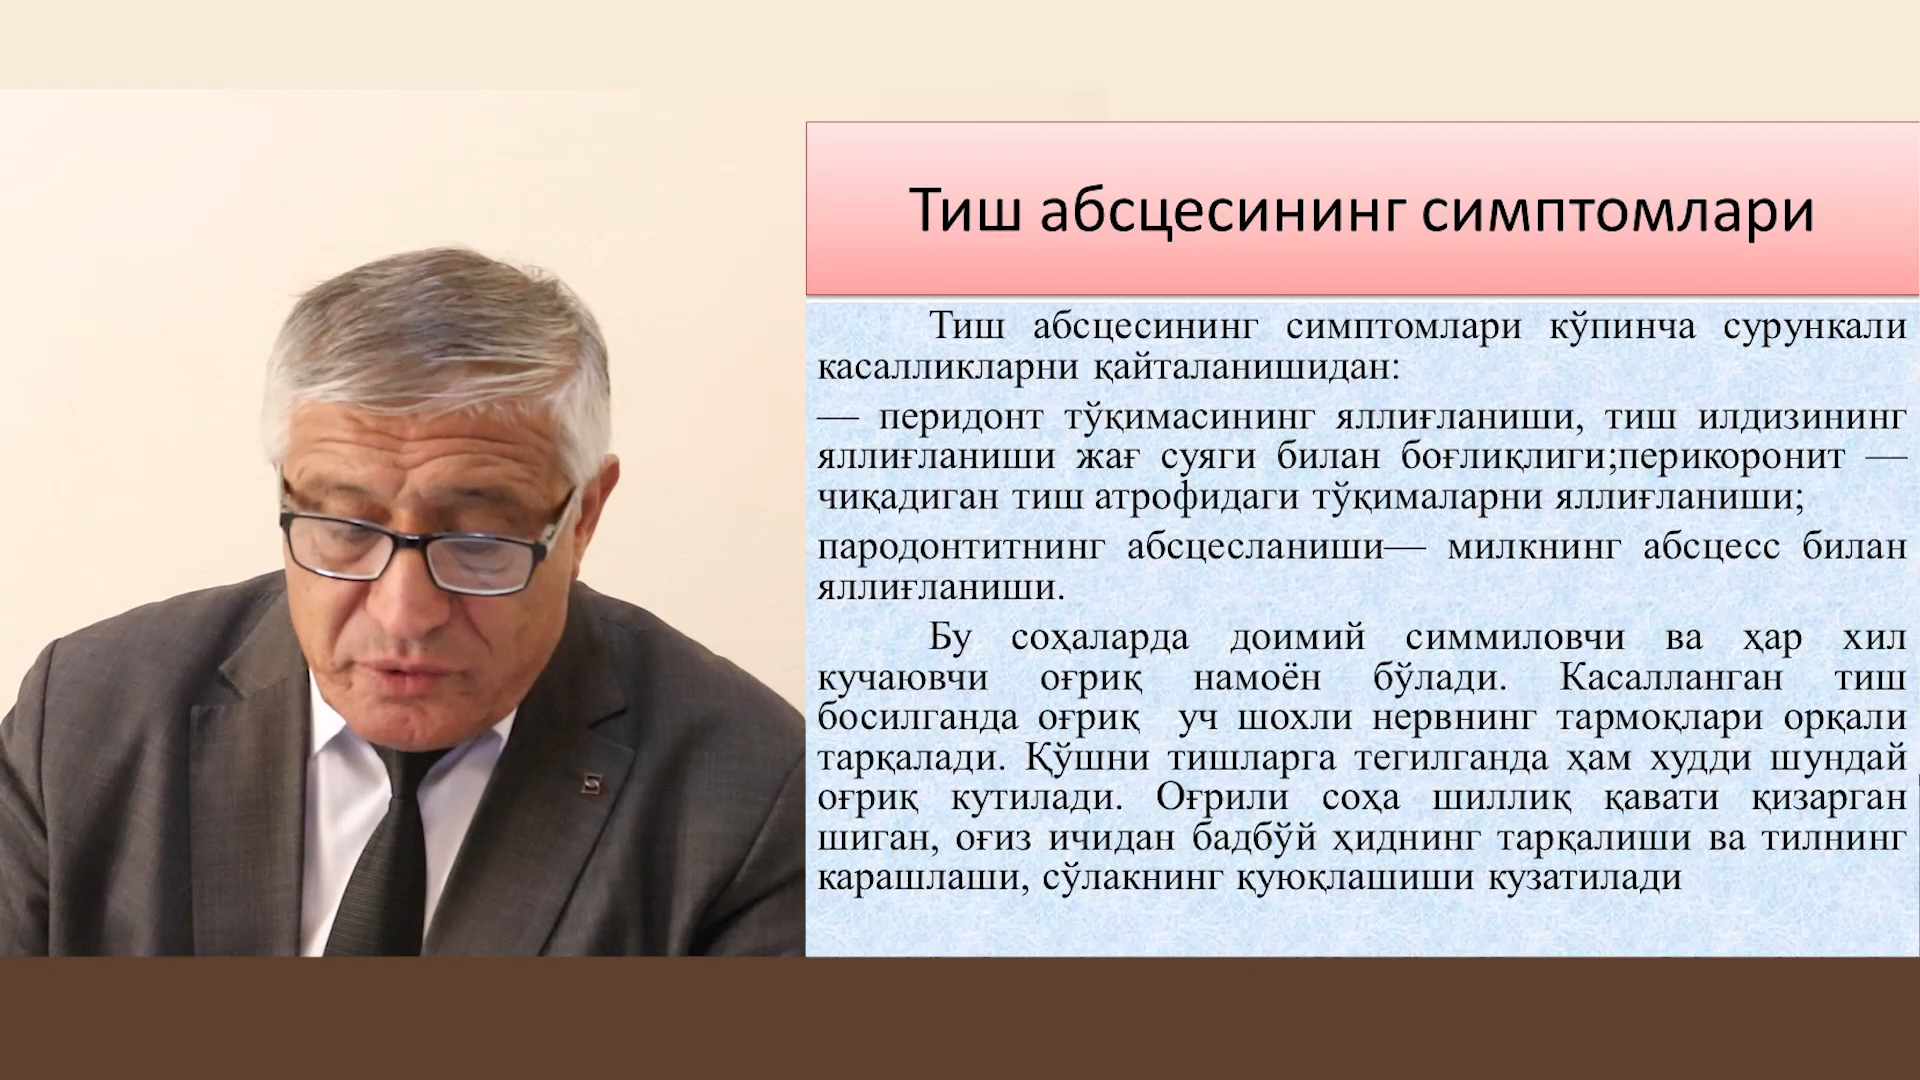 Тиш абсцесининг симптомлари
Тиш абсцесининг симптомлари кўпинча сурункали
касалликларни қайталанишидан:
— перидонт тўқимасининг яллиғланиши, тиш илдизининг
яллиғланиши жағ суяги билан боғлиқлиги;перикоронит —
чиқадиган тиш атрофидаги тўқималарни яллиғланиши;
пародонтитнинг абсцесланиши— милкнинг абсцесс билан
яллиғланиши.
Бу соҳаларда доимий симмиловчи ва ҳар хил
кучаювчи оғриқ намоён бўлади. Касалланган тиш
босилганда оғриқ уч шохли нервнинг тармоқлари орқали
тарқалади. Қўшни тишларга тегилганда ҳам худди шундай
оғриқ кутилади. Оғрили соҳа шиллиқ қавати қизарган
шиган, оғиз ичидан бадбўй ҳиднинг тарқалиши ва тилнинг
карашлаши, сўлакнинг қуюқлашиши кузатилади